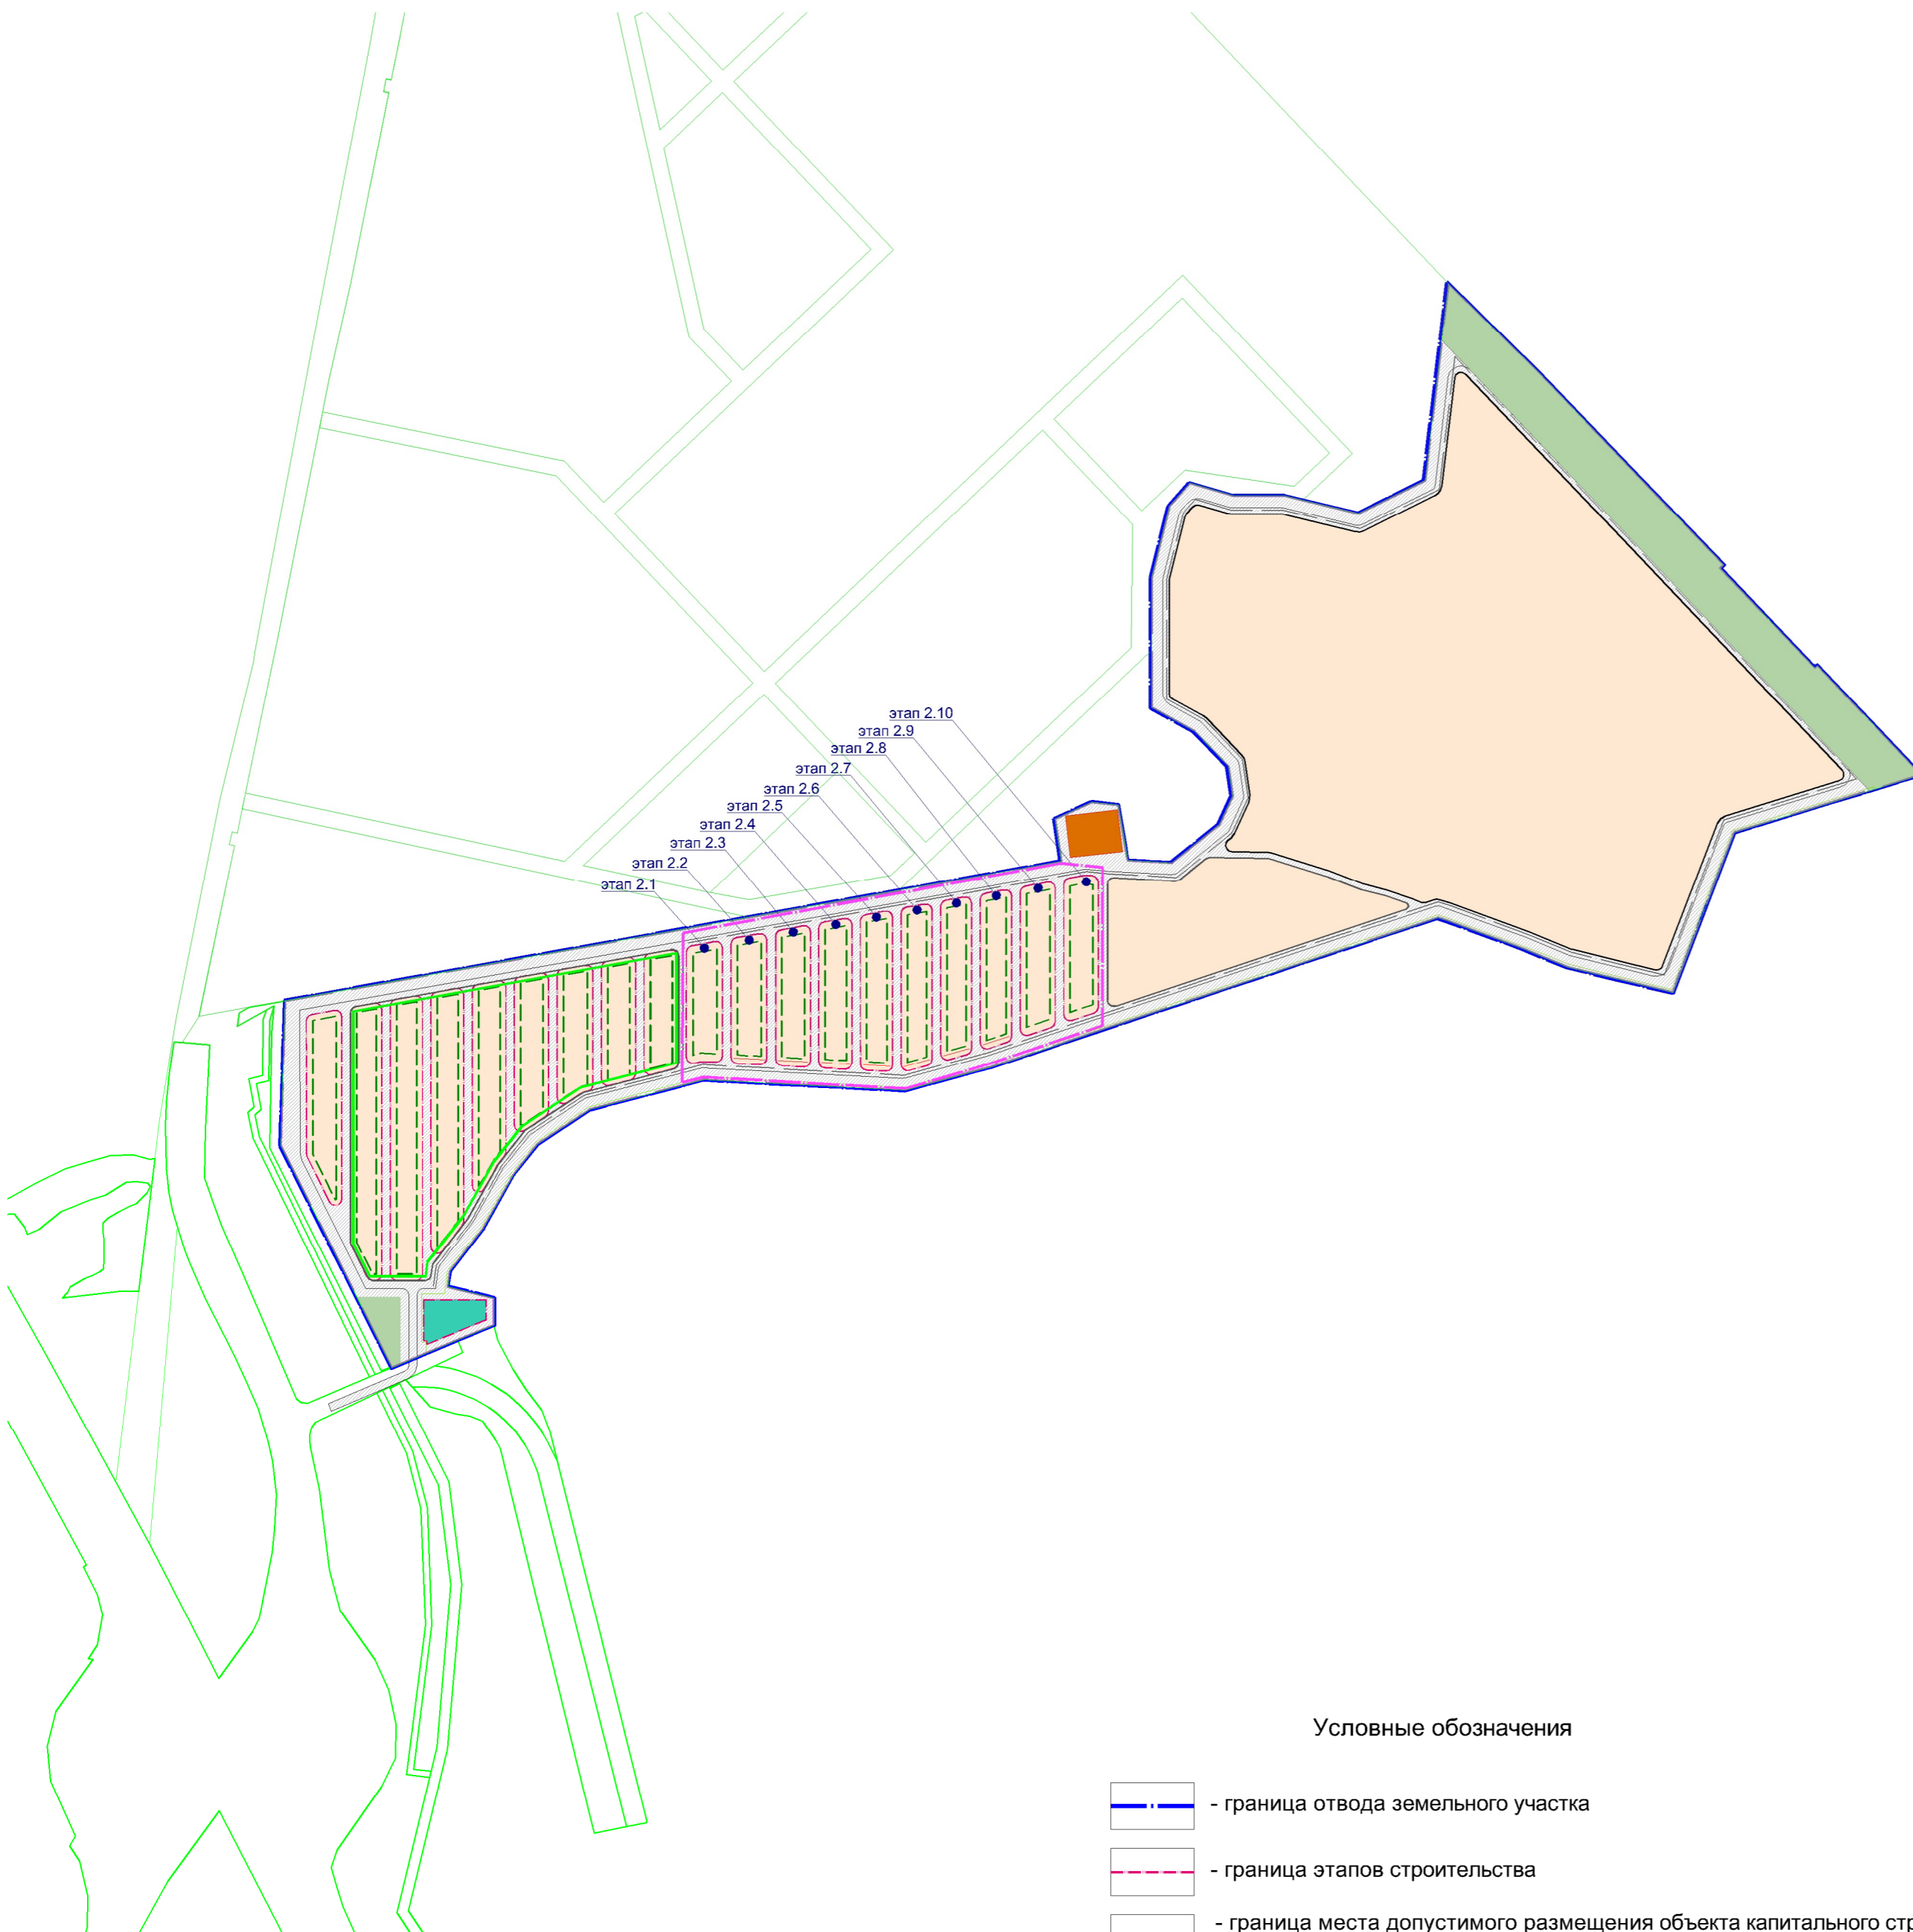 этап 2.10
этап 2.9
этап 2.8
этап 2.7
этап 2.6
этап 2.5
этап 2.4
этап 2.3
этап 2.2
этап 2.1
Условные обозначения
- граница отвода земельного участка
- граница этапов строительства
- граница места допустимого размещения объекта капитального стр